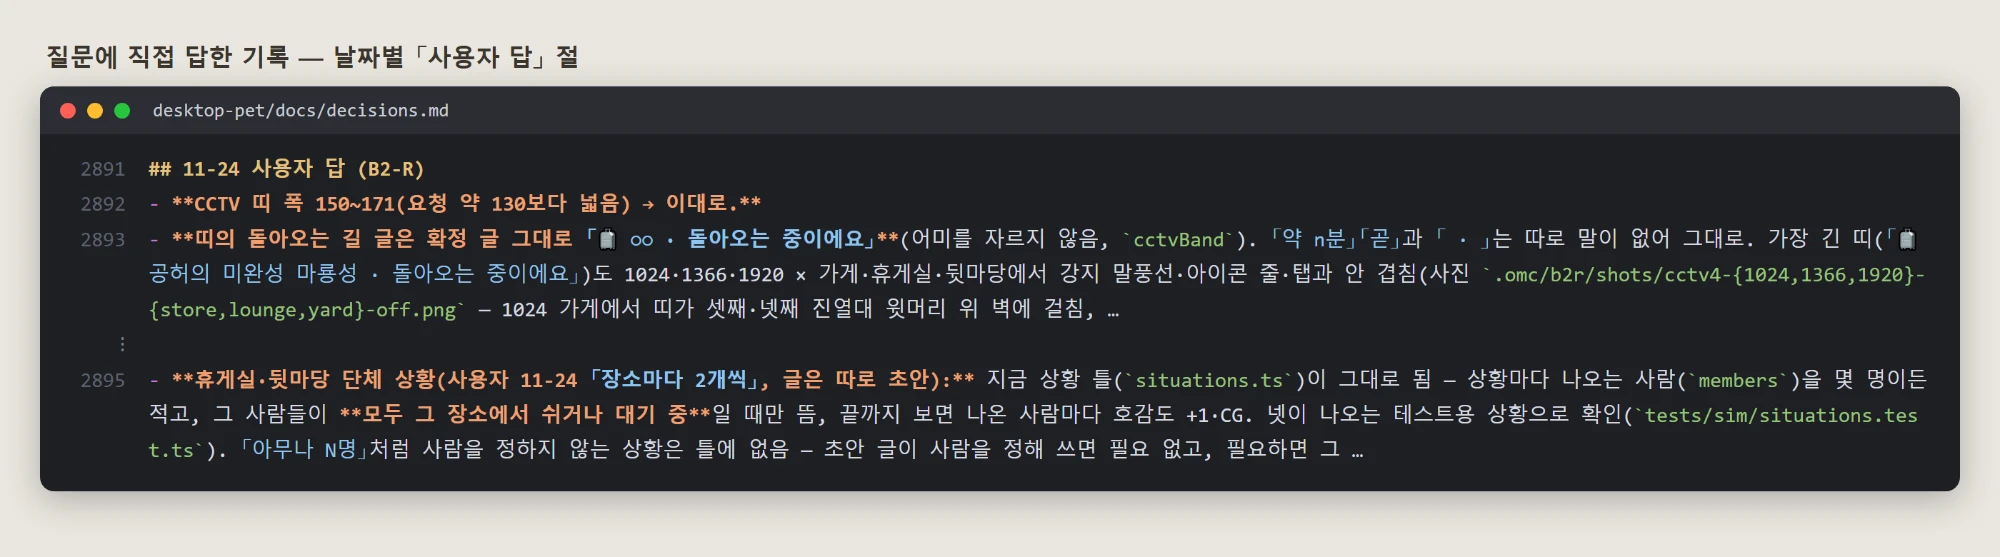 질문에 직접 답한 기록 — 날짜별 「사용자 답」 절
desktop-pet/docs/decisions.md
2891 ## 11-24 사용자 답 (B2-R)
2892 - **CCTV 띠 폭 150~171(요청 약 130보다 넓음) → 이대로.**
2893 - **띠의 돌아오는 길 글은 확정 글 그대로 「🧳 ○○ · 돌아오는 중이에요」**(어미를 자르지 않음, `cctvBand`). 「약 n분」「곧」과 「 · 」는 따로 말이 없어 그대로. 가장 긴 띠(「🧳
공허의 미완성 마룡성 · 돌아오는 중이에요」)도 1024·1366·1920 × 가게·휴게실·뒷마당에서 강지 말풍선·아이콘 줄·탭과 안 겹침(사진 `.omc/b2r/shots/cctv4-{1024,1366,1920}-
{store,lounge,yard}-off.png` — 1024 가게에서 띠가 셋째·넷째 진열대 윗머리 위 벽에 걸침, …
⋮
2895 - **휴게실·뒷마당 단체 상황(사용자 11-24 「장소마다 2개씩」, 글은 따로 초안):** 지금 상황 틀(`situations.ts`)이 그대로 됨 — 상황마다 나오는 사람(`members`)을 몇 명이든
적고, 그 사람들이 **모두 그 장소에서 쉬거나 대기 중**일 때만 뜸, 끝까지 보면 나온 사람마다 호감도 +1·CG. 넷이 나오는 테스트용 상황으로 확인(`tests/sim/situations.tes
t.ts`). 「아무나 N명」처럼 사람을 정하지 않는 상황은 틀에 없음 — 초안 글이 사람을 정해 쓰면 필요 없고, 필요하면 그 …